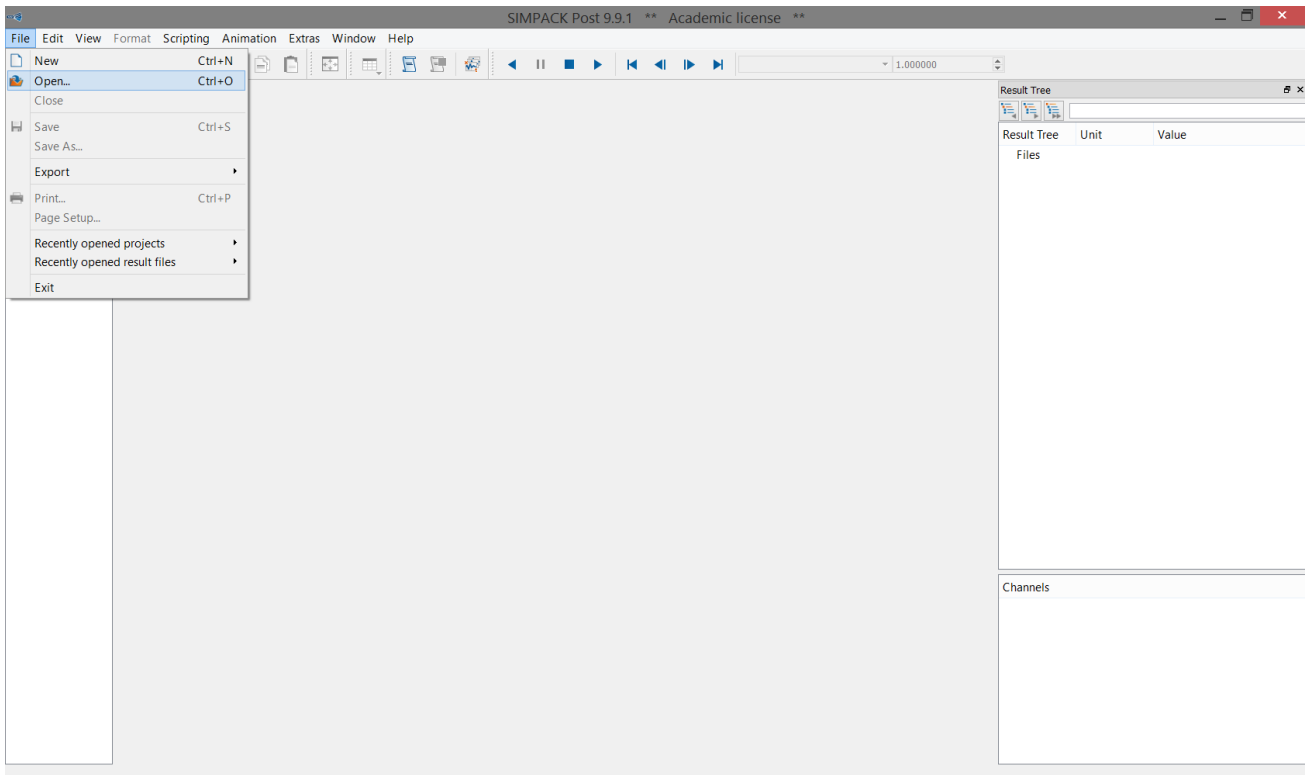 SIMPACK Post 9.9.1 ** Academic license **
File Edit View Format Scripting Animation Extras Window Help
New Ctrl+N
Open... Ctrl+O
Close
Save Ctrl+S
Save As...
Export
Print... Ctrl+P
Page Setup...
Recently opened projects
Recently opened result files
Exit
1.000000
Result Tree
Result Tree Unit Value
Files
Channels